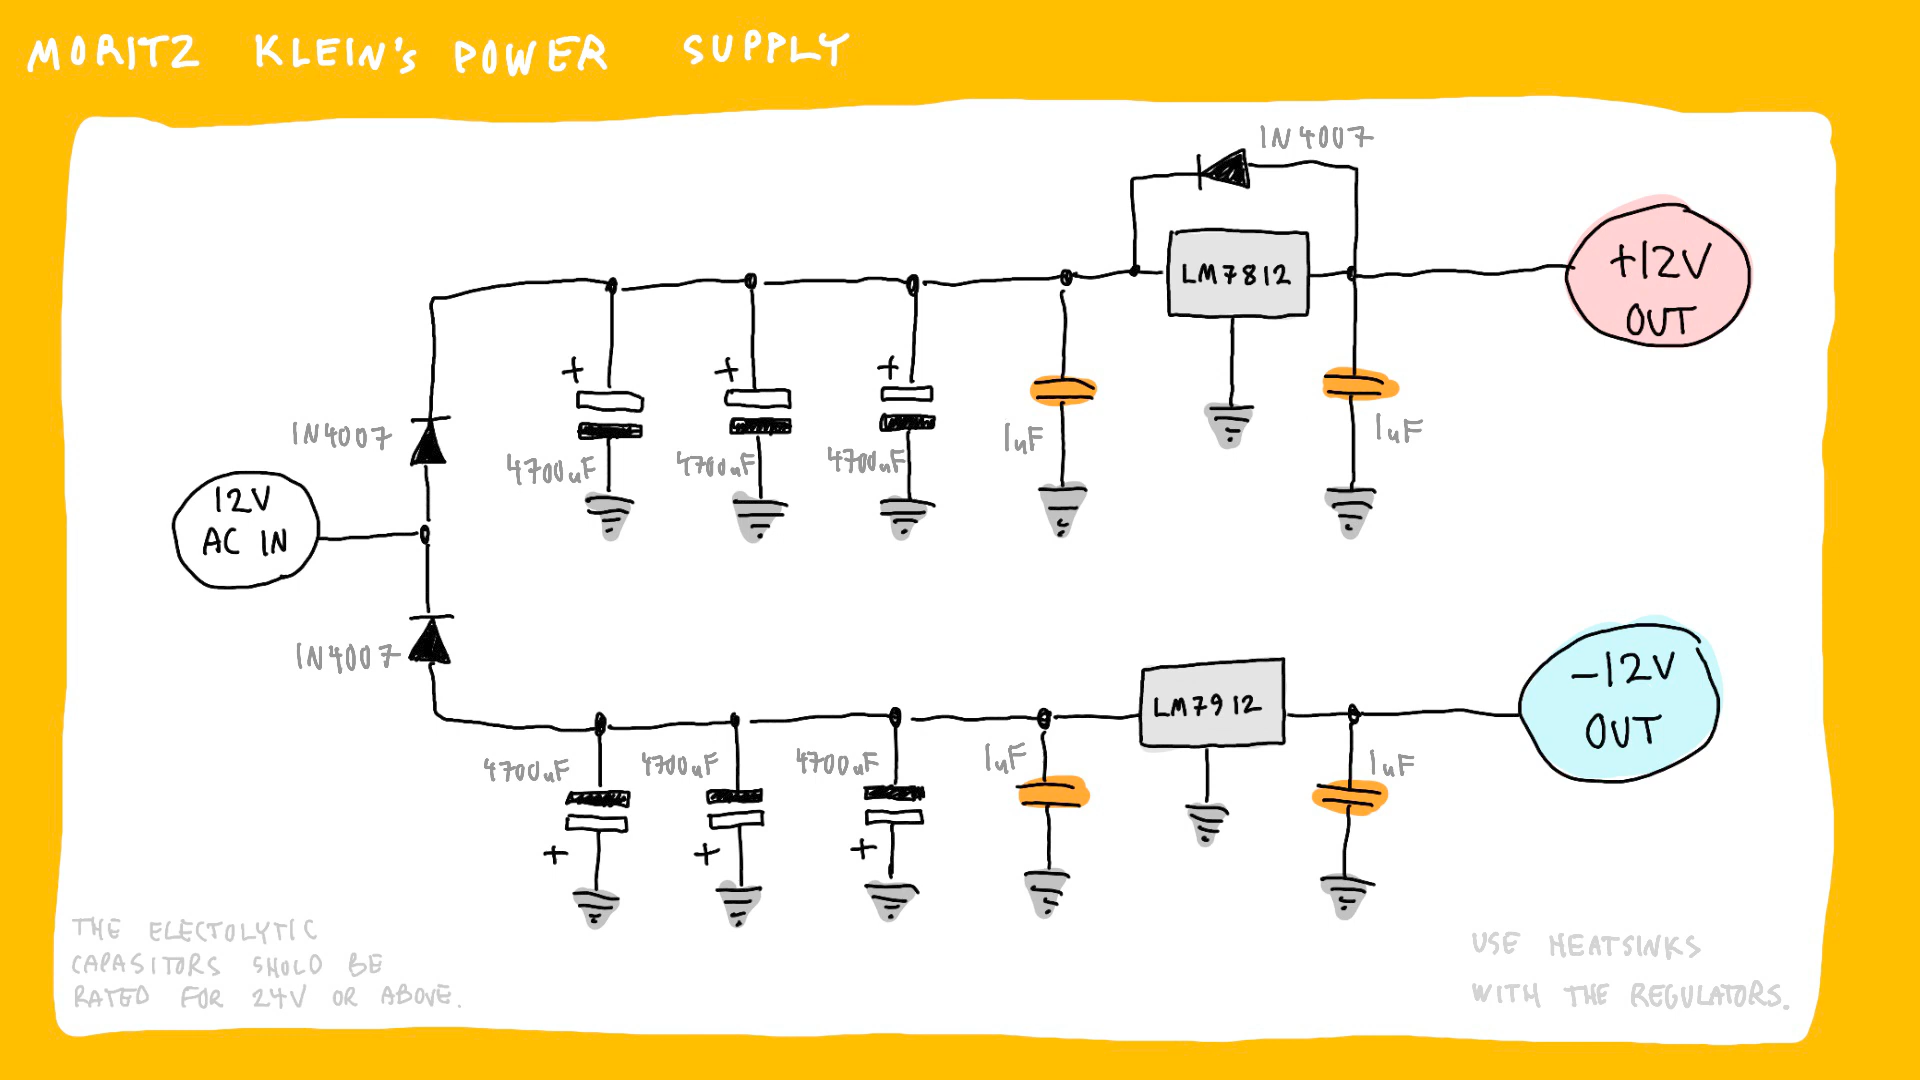 MORITZ KLEIN's POWER SUPPLY
1N4007
LM7812
+12V
OUT
+
+
+
1N4007
4700uF
4700uF
4700uF
1uF
1uF
12V
AC IN
1N4007
LM7912
-12V
OUT
4700uF
4700uF
4700uF
1uF
1uF
+
+
+
THE ELECTOLYTIC
CAPASITORS SHOLD BE
RATED FOR 24V OR ABOVE.
USE HEATSINKS
WITH THE REGULATORS.